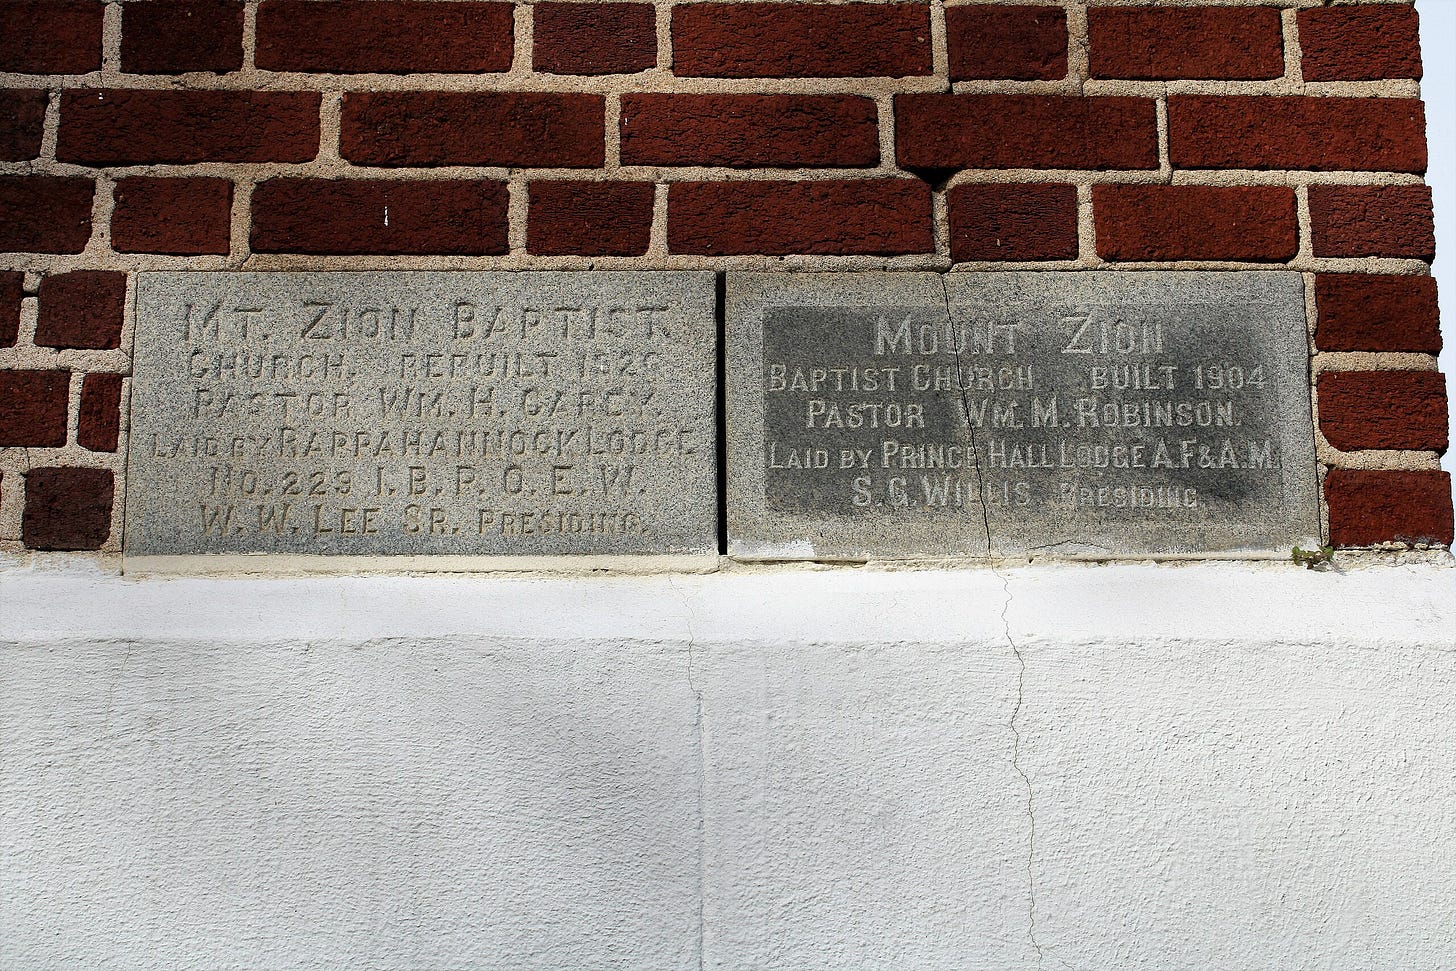 Mt. Zion Baptist
Church. rebuilt
Pastor Wm. H. Carey.
Laid by Rappahannock Lodge
No. 229 I. B. P. O. E. W.
W. W. Lee Sr. Presiding.
Mount Zion
Baptist Church built 1904
Pastor Wm. M. Robinson.
Laid by Prince Hall Lodge A. F. & A. M.
S. G. Willis Presiding.